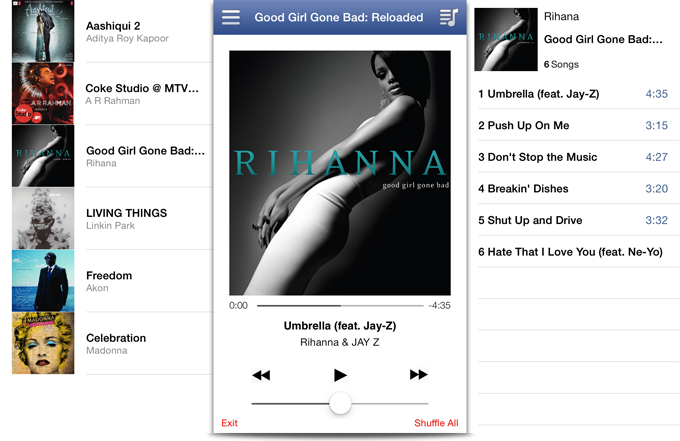 Aashiqui 2
Aditya Roy Kapoor
Coke Studio @ MTV...
A R Rahman
A R RAHMAN
Good Girl Gone Bad:...
Rihana
LIVING THINGS
Linkin Park
Freedom
Akon
Celebration
Madonna
MADONNA
Good Girl Gone Bad: Reloaded
RIHANNA
good girl gone bad
0:00
-4:35
Umbrella (feat. Jay-Z)
Rihanna & JAY Z
Exit
Shuffle All
Rihana
Good Girl Gone Bad:...
6 Songs
RIHANNA
1 Umbrella (feat. Jay-Z) 4:35
2 Push Up On Me 3:15
3 Don't Stop the Music 4:27
4 Breakin' Dishes 3:20
5 Shut Up and Drive 3:32
6 Hate That I Love You (feat. Ne-Yo)